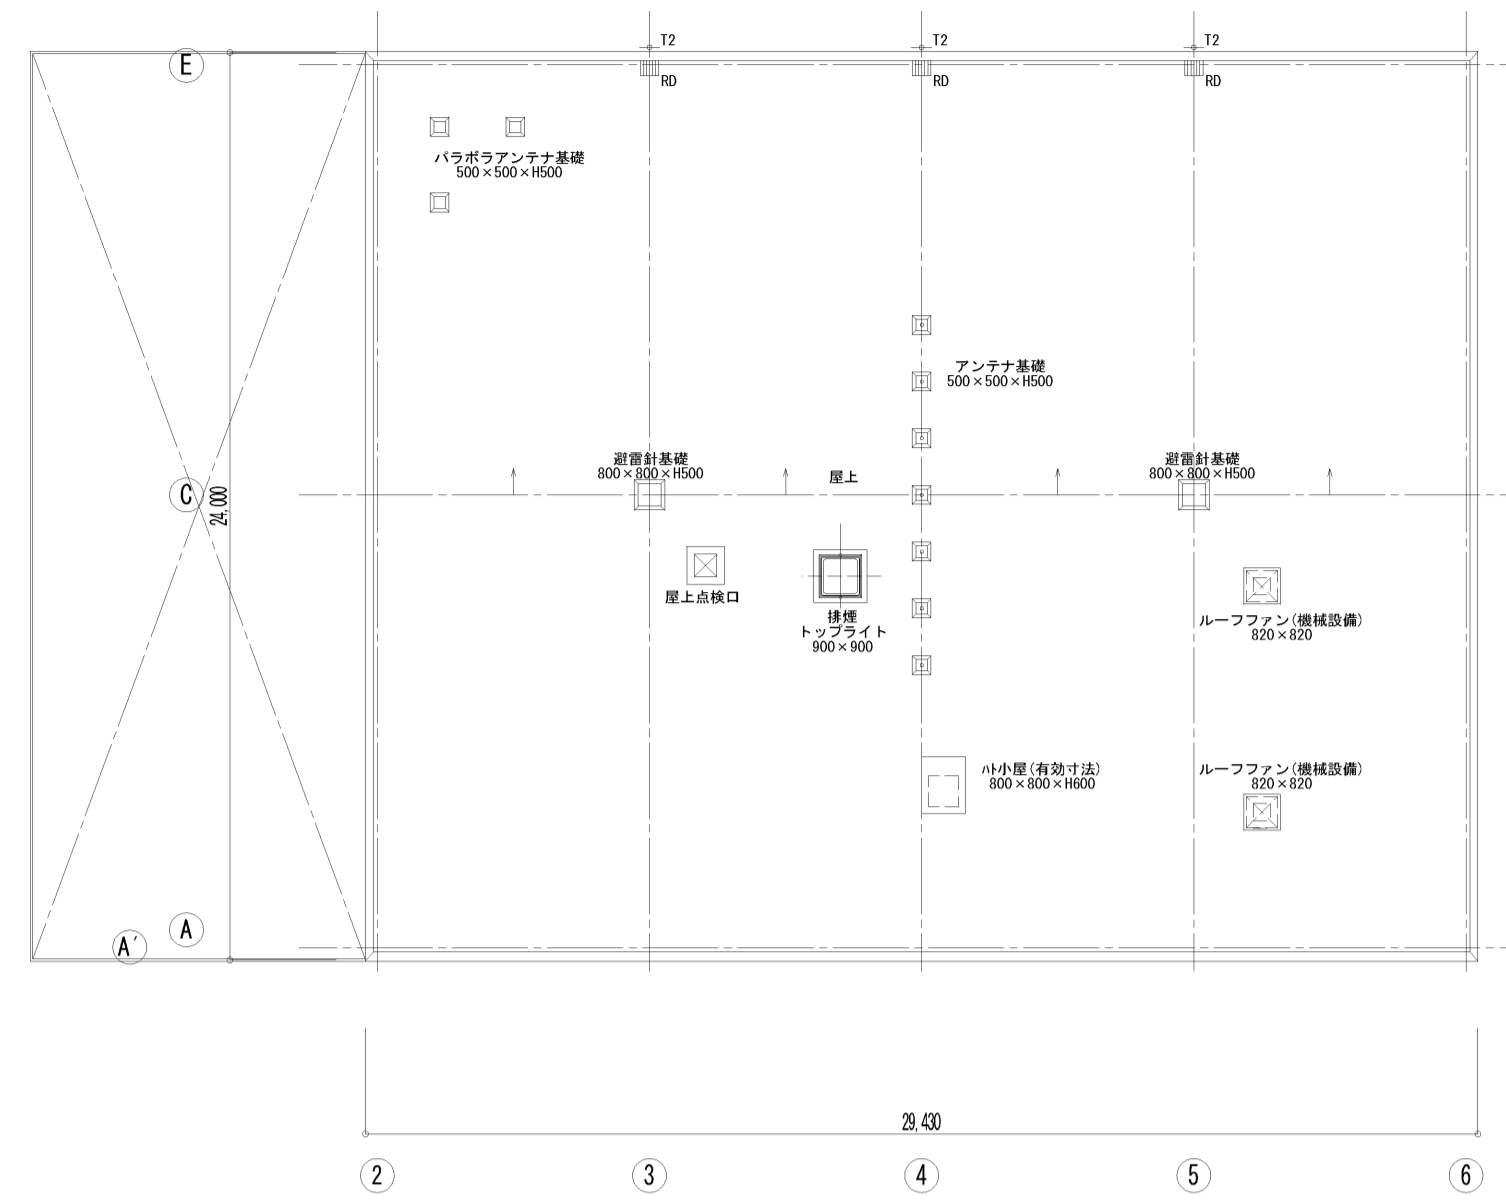 T2
T2
T2
E
RD
RD
RD
パラボラアンテナ基礎
500×500×H500
アンテナ基礎
500×500×H500
避雷針基礎
800×800×H500
屋上
避雷針基礎
800×800×H500
C
24,000
屋上点検口
排煙
トップライト
900×900
ルーフファン(機械設備)
820×820
ﾊﾄ小屋(有効寸法)
800×800×H600
ルーフファン(機械設備)
820×820
A
A'
29,430
2
3
4
5
6